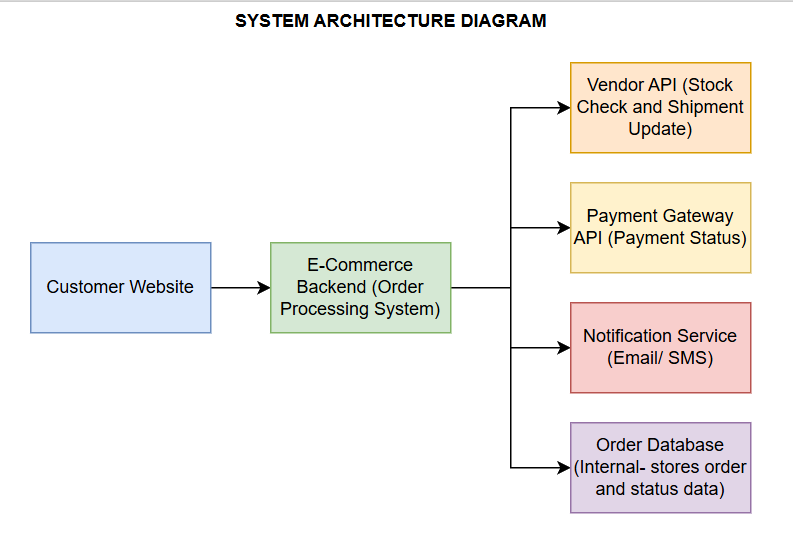 SYSTEM ARCHITECTURE DIAGRAM
Customer Website
E-Commerce
Backend (Order
Processing System)
Vendor API (Stock
Check and Shipment
Update)
Payment Gateway
API (Payment Status)
Notification Service
(Email/ SMS)
Order Database
(Internal- stores order
and status data)